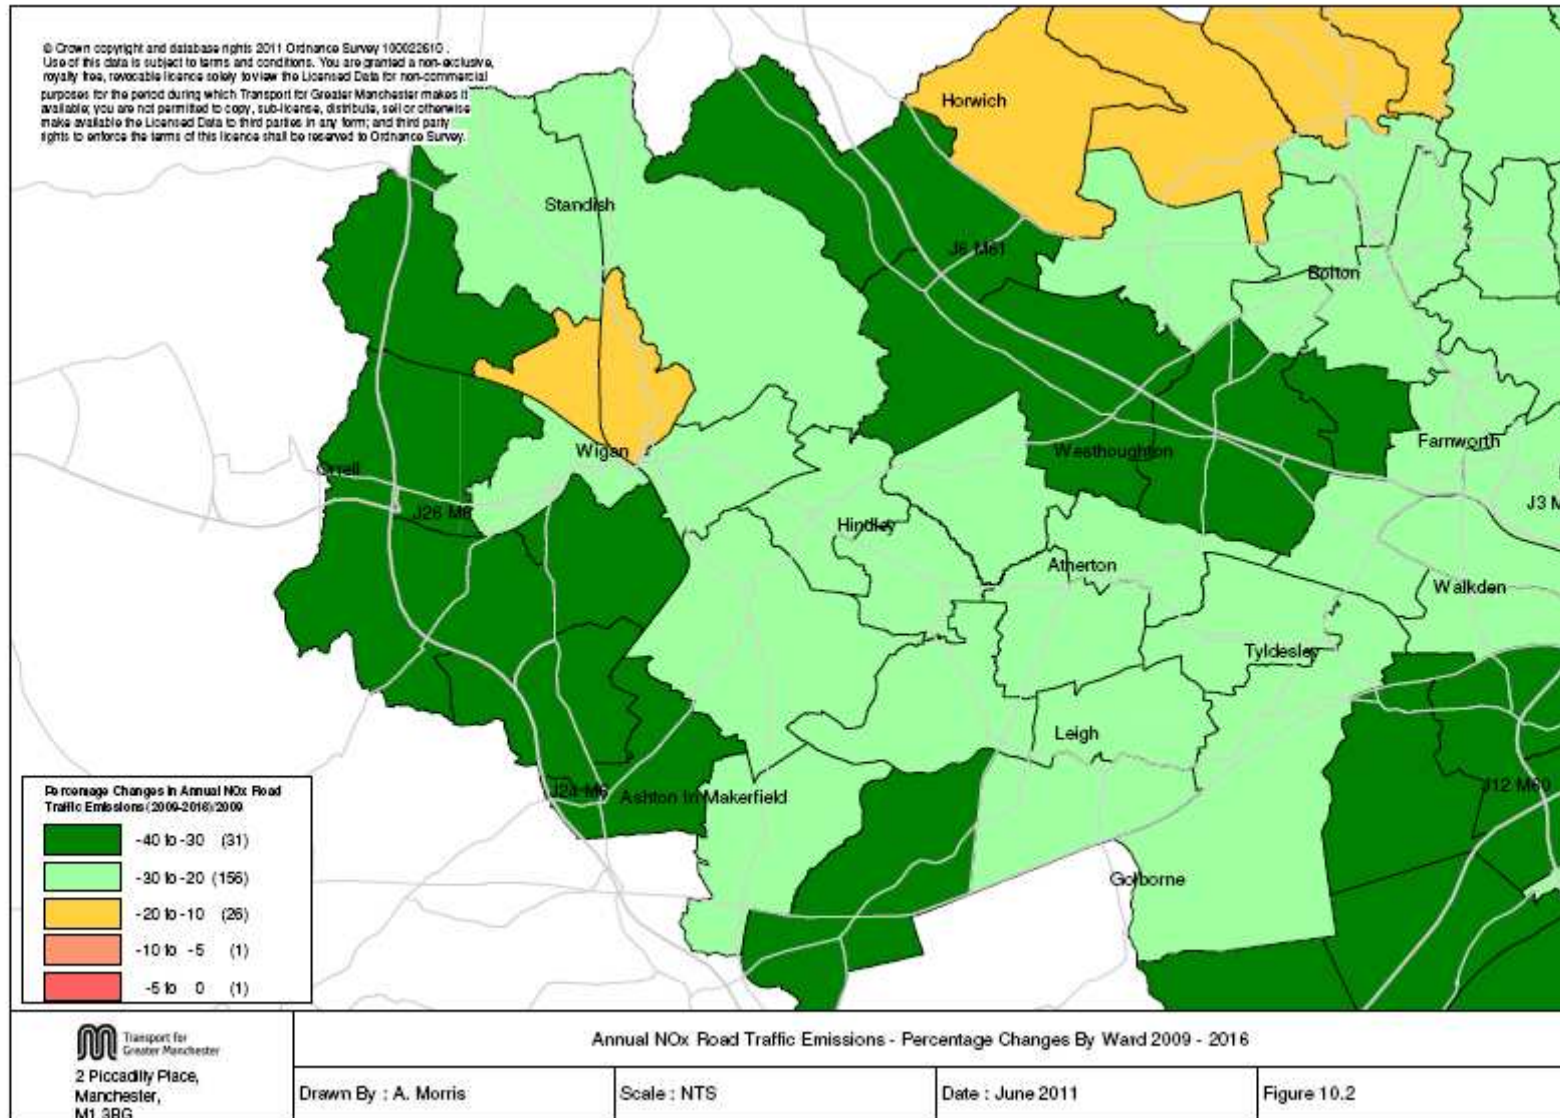 © Crown copyright and database rights 2011 Ordnance Survey 100022610 .
Use of this data is subject to terms and conditions. You are granted a non-exclusive,
royalty free, revocable licence solely to view the Licensed Data for non-commercial
purposes for the period during which Transport for Greater Manchester makes it
available; you are not permitted to copy, sub-license, distribute, sell or otherwise
make available the Licensed Data to third parties in any form; and third party
rights to enforce the terms of this licence shall be reserved to Ordnance Survey.
Horwich
Standish
J6 M61
Bolton
Wigan
Westhoughton
Farnworth
Orrell
J26 M6
Hindley
J3 M
Atherton
Walkden
Tyldesley
Leigh
J24 M6
Ashton In Makerfield
J12 M60
Golborne
Percenage Changes in Annual NOx Road
Traffic Emissions (2009-2016)/2009
-40 to -30 (31)
-30 to -20 (156)
-20 to -10 (26)
-10 to -5 (1)
-5 to 0 (1)
Transport for
Greater Manchester
2 Piccadilly Place,
Manchester,
M1 3BG
Annual NOx Road Traffic Emissions - Percentage Changes By Ward 2009 - 2016
Drawn By : A. Morris
Scale : NTS
Date : June 2011
Figure 10.2